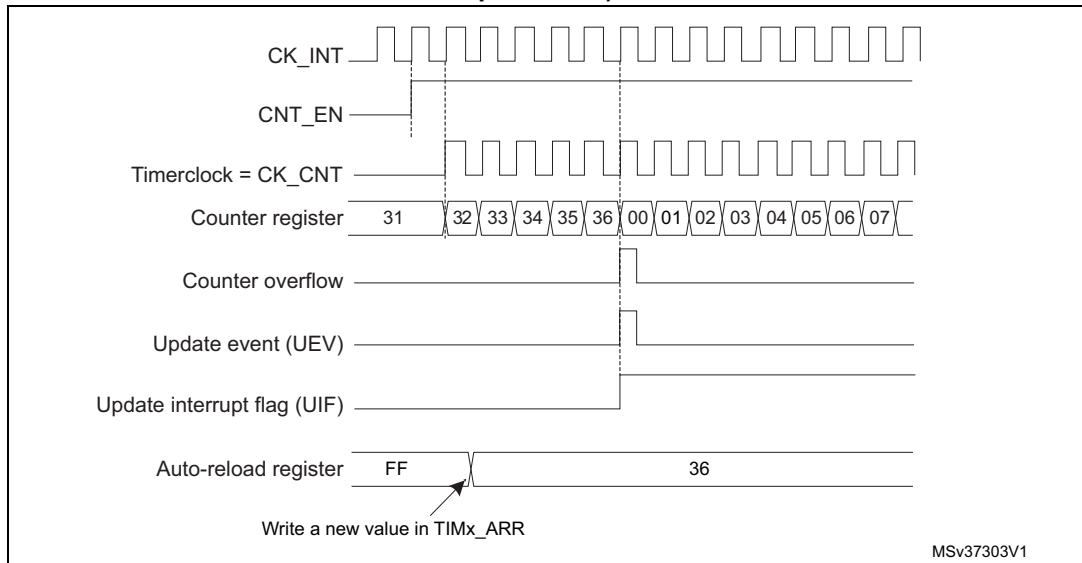 CK_INT
CNT_EN
Timerclock = CK_CNT
Counter register 31 32 33 34 35 36 00 01 02 03 04 05 06 07
Counter overflow
Update event (UEV)
Update interrupt flag (UIF)
Auto-reload register FF 36
Write a new value in TIMx_ARR
MSv37303V1